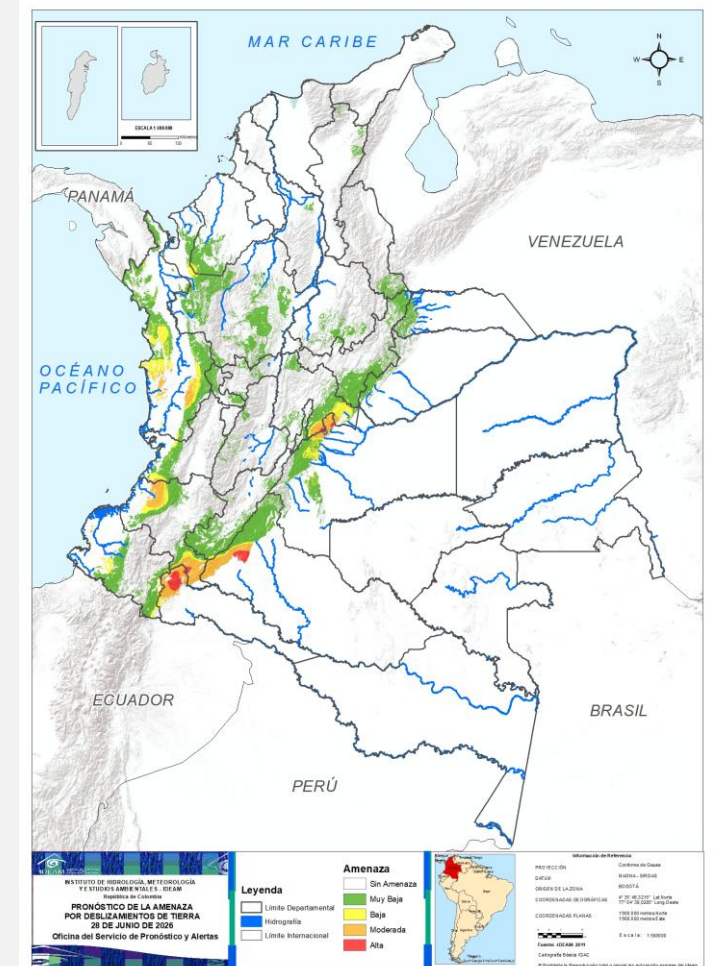 MAR CARIBE
N
W
E
S
PANAMÁ
VENEZUELA
OCÉANO
PACÍFICO
ECUADOR
BRASIL
PERÚ
IDEAM
INSTITUTO DE HIDROLOGÍA, METEOROLOGÍA
Y ESTUDIOS AMBIENTALES - IDEAM
República de Colombia
PRONÓSTICO DE LA AMENAZA
POR DESLIZAMIENTOS DE TIERRA
28 DE JUNIO DE 2026
Oficina del Servicio de Pronóstico y Alertas
Leyenda
Límite Departamental
Hidrografía
Límite Internacional
Amenaza
Sin Amenaza
Muy Baja
Baja
Moderada
Alta
Información de Referencia
PROYECCIÓN
Conforme de Gauss
DATUM
MAGNA - SIRGAS
ORIGEN DE LA ZONA
BOGOTÁ
COORDENADAS GEOGRÁFICAS
COORDENADAS PLANAS
Fuente: IDEAM. 2011
Cartografía Básica: IGAC